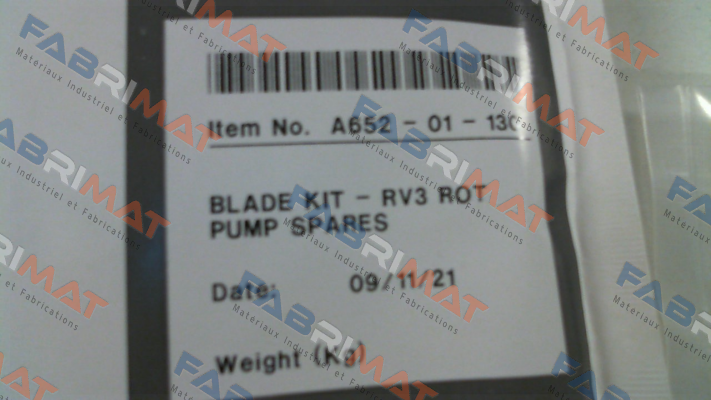 Item No. A652 - 01 - 130
BLADE KIT - RV3 ROT
PUMP SPARES
Date: 09/11/21
Weight (Kg)
FABRIMAT
Materiaux Industriel et Fabrications